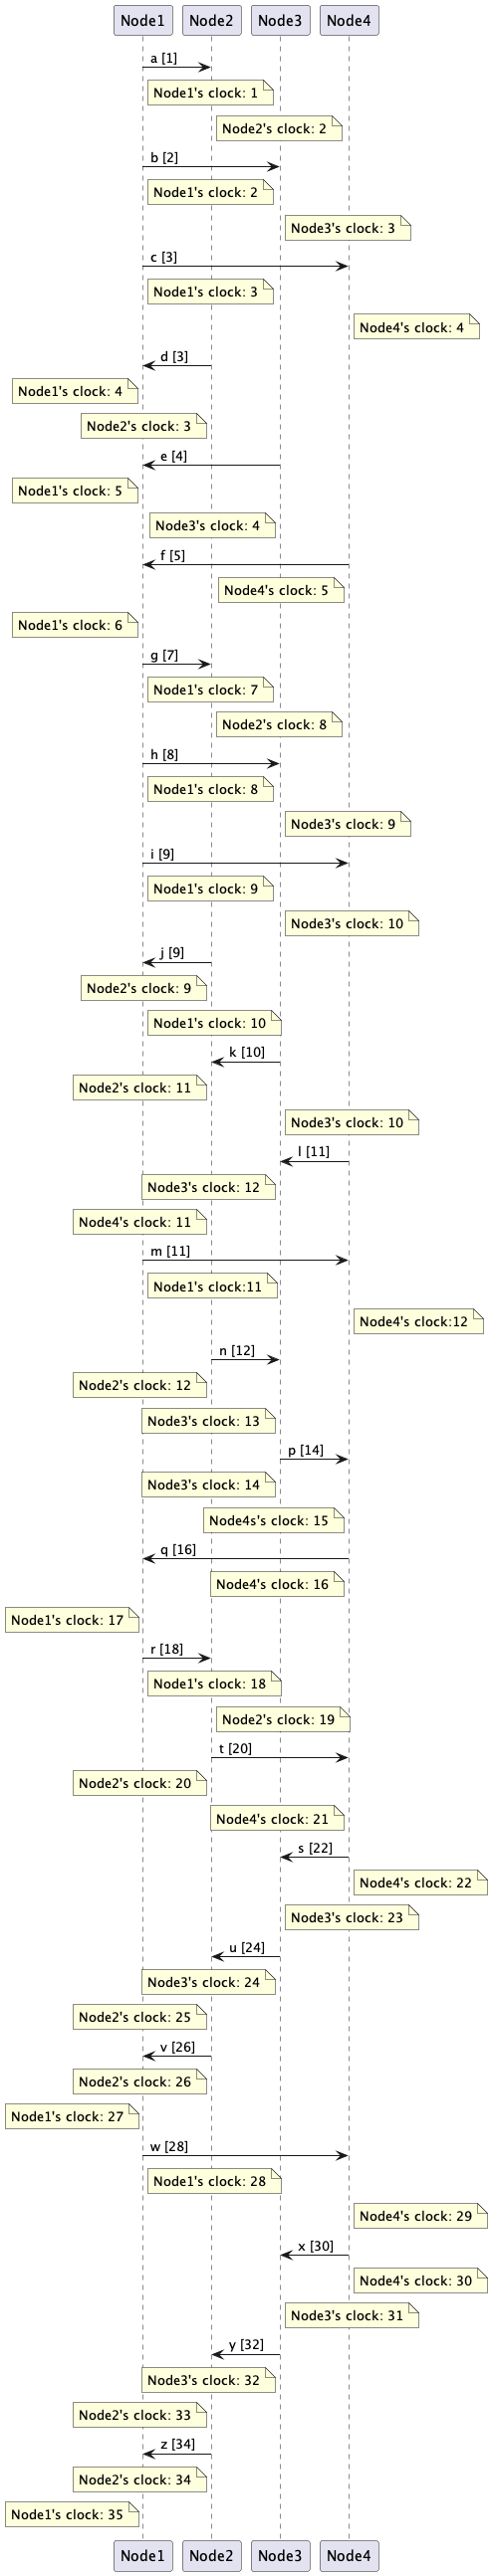 Node1 Node2 Node3 Node4
a [1]
Node1's clock: 1
Node2's clock: 2
b [2]
Node1's clock: 2
Node3's clock: 3
c [3]
Node1's clock: 3
Node4's clock: 4
d [3]
Node1's clock: 4
Node2's clock: 3
e [4]
Node1's clock: 5
Node3's clock: 4
f [5]
Node4's clock: 5
Node1's clock: 6
g [7]
Node1's clock: 7
Node2's clock: 8
h [8]
Node1's clock: 8
Node3's clock: 9
i [9]
Node1's clock: 9
Node3's clock: 10
j [9]
Node2's clock: 9
Node1's clock: 10
k [10]
Node2's clock: 11
Node3's clock: 10
l [11]
Node3's clock: 12
Node4's clock: 11
m [11]
Node1's clock:11
Node4's clock:12
n [12]
Node2's clock: 12
Node3's clock: 13
p [14]
Node3's clock: 14
Node4s's clock: 15
q [16]
Node4's clock: 16
Node1's clock: 17
r [18]
Node1's clock: 18
Node2's clock: 19
t [20]
Node2's clock: 20
Node4's clock: 21
s [22]
Node4's clock: 22
Node3's clock: 23
u [24]
Node3's clock: 24
Node2's clock: 25
v [26]
Node2's clock: 26
Node1's clock: 27
w [28]
Node1's clock: 28
Node4's clock: 29
x [30]
Node4's clock: 30
Node3's clock: 31
y [32]
Node3's clock: 32
Node2's clock: 33
z [34]
Node2's clock: 34
Node1's clock: 35
Node1 Node2 Node3 Node4